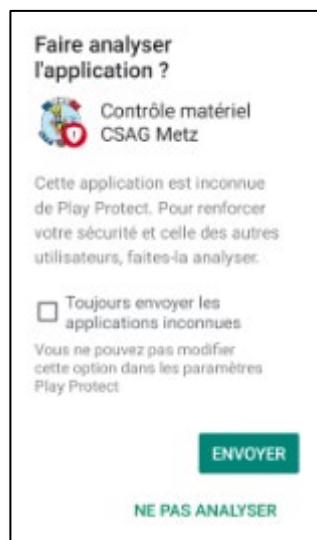 Faire analyser
l'application ?
Contrôle matériel
CSAG Metz
Cette application est inconnue
de Play Protect. Pour renforcer
votre sécurité et celle des autres
utilisateurs, faites-la analyser.
Toujours envoyer les
applications inconnues
Vous ne pouvez pas modifier
cette option dans les paramètres
Play Protect
ENVOYER
NE PAS ANALYSER